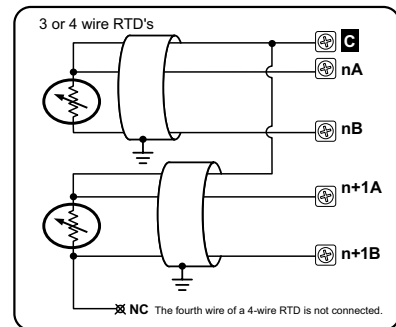 3 or 4 wire RTD's
C
nA
nB
n+1A
n+1B
NC The fourth wire of a 4-wire RTD is not connected.